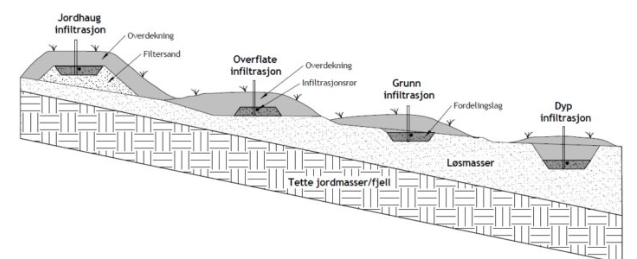 Jordhaug
infiltrasjon
Overdekning
Filtersand
Overflate
infiltrasjon
Overdekning
Infiltrasjonsrør
Grunn
infiltrasjon
Fordelingslag
Dyp
infiltrasjon
Løsmasser
Tette jordmasser/fjell